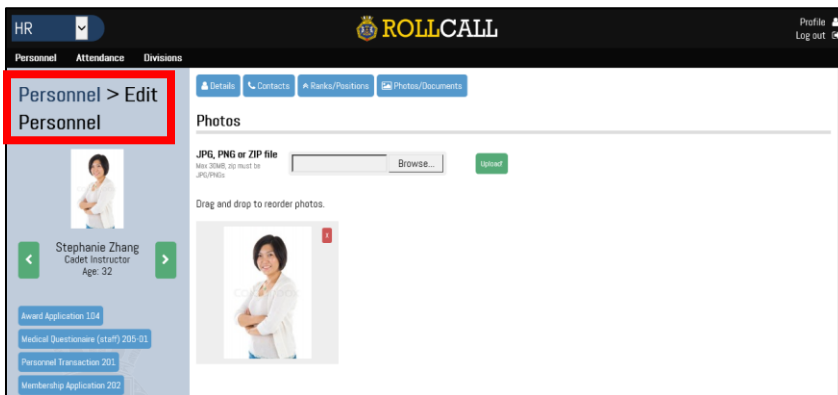 HR
ROLLCALL
Profile
Log out
Personnel Attendance Divisions
Personnel > Edit
Personnel
Details
Contacts
Ranks/Positions
Photos/Documents
Photos
JPG, PNG or ZIP file
Max 30MB, zip must be
JPG/PNGs
Browse...
Upload!
Drag and drop to reorder photos.
x
Stephanie Zhang
Cadet Instructor
Age: 32
Award Application 104
Medical Questionaire (staff) 205-01
Personnel Transaction 201
Membership Application 202